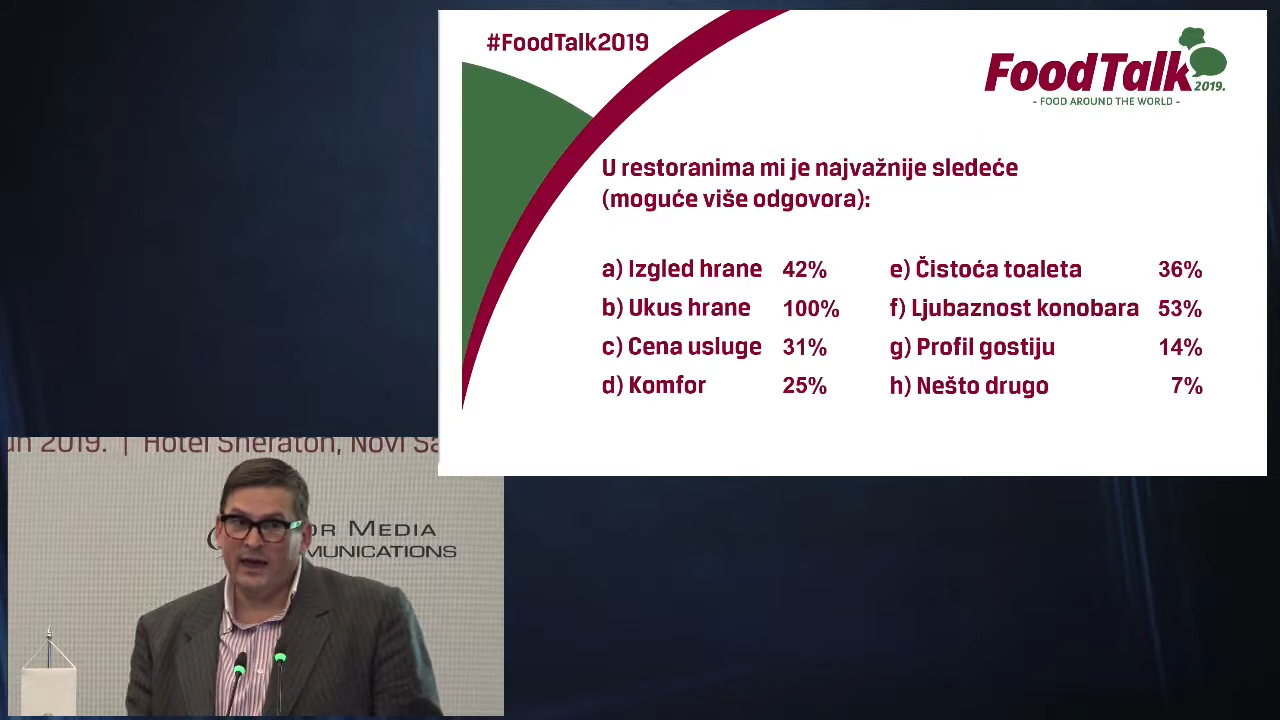 #FoodTalk2019
FoodTalk
2019.
- FOOD AROUND THE WORLD -
U restoranima mi je najvažnije sledeće
(moguće više odgovora):
a) Izgled hrane 42%
b) Ukus hrane 100%
c) Cena usluge 31%
d) Komfor 25%
e) Čistoća toaleta 36%
f) Ljubaznost konobara 53%
g) Profil gostiju 14%
h) Nešto drugo 7%
2019. | Hotel Sheraton, Novi
MEDIA